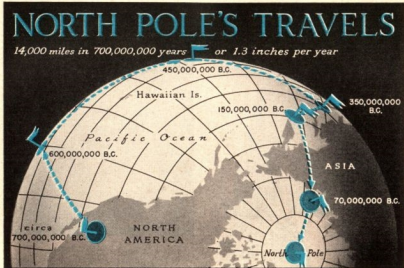 NORTH POLE'S TRAVELS
14,000 miles in 700,000,000 years or 1.3 inches per year
450,000,000 B.C.
Hawaiian Is.
150,000,000 B.C.
350,000,000
B.C.
Pacific Ocean
600,000,000 B.C.
ASIA
70,000,000 B.C.
circa
700,000,000 B.C.
NORTH
AMERICA
North Pole